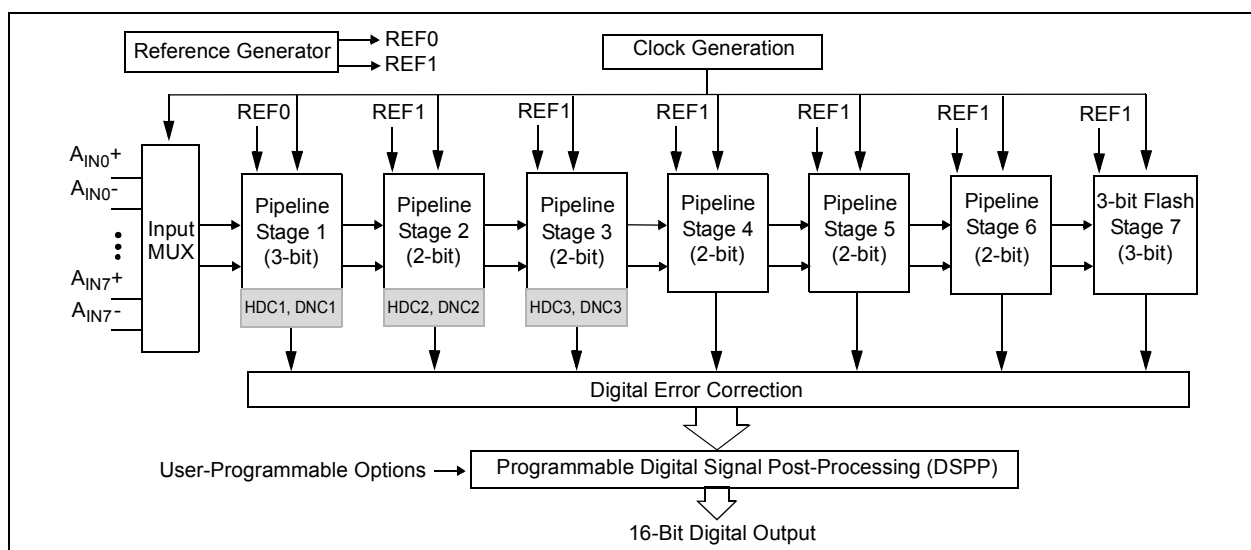 Reference Generator
REF0
REF1
Clock Generation
REF0
REF1
REF1
REF1
REF1
REF1
REF1
AIN0+
AIN0-
AIN7+
AIN7-
Input
MUX
Pipeline
Stage 1
(3-bit)
HDC1, DNC1
Pipeline
Stage 2
(2-bit)
HDC2, DNC2
Pipeline
Stage 3
(2-bit)
HDC3, DNC3
Pipeline
Stage 4
(2-bit)
Pipeline
Stage 5
(2-bit)
Pipeline
Stage 6
(2-bit)
3-bit Flash
Stage 7
(3-bit)
Digital Error Correction
User-Programmable Options
Programmable Digital Signal Post-Processing (DSPP)
16-Bit Digital Output